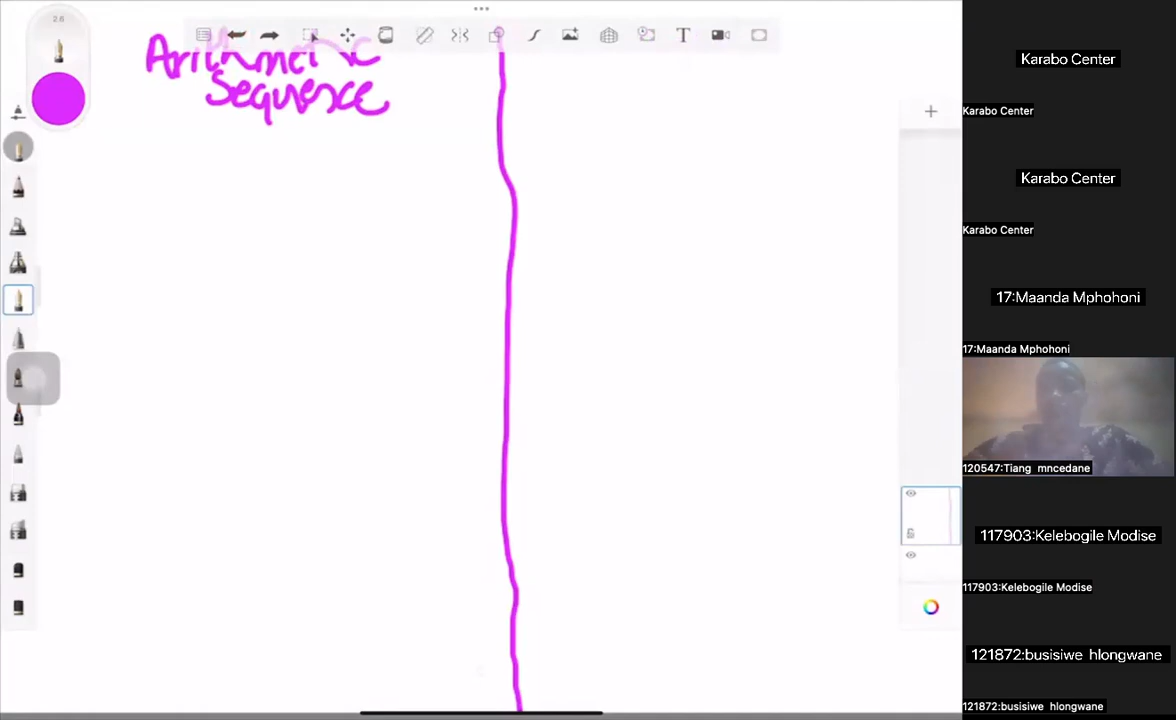 26
Arithmetic
Sequence
T
Karabo Center
Karabo Center
Karabo Center
Karabo Center
17:Maanda Mphohoni
17:Maanda Mphohoni
120547:Tiang mncedane
117903:Kelebogile Modise
117903:Kelebogile Modise
121872:busisiwe hlongwane
121872:busisiwe hlongwane